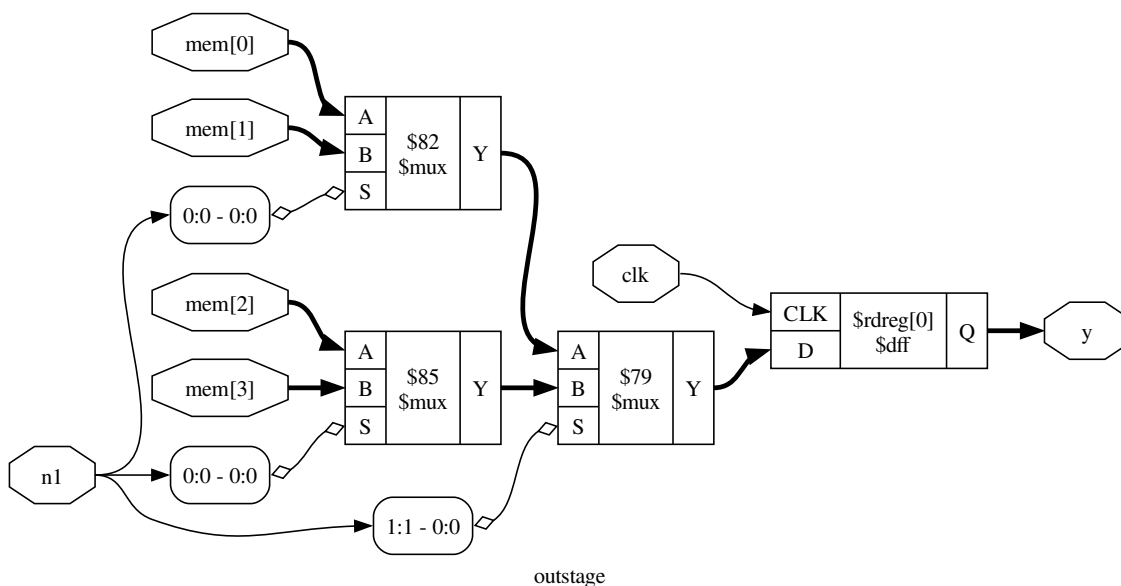 mem[0]
mem[1]
0:0 - 0:0
A
B
S
$82
$mux
Y
mem[2]
mem[3]
0:0 - 0:0
n1
A
B
S
$85
$mux
Y
1:1 - 0:0
A
B
S
$79
$mux
Y
clk
CLK
D
$rdreg[0]
$dff
Q
y
outstage